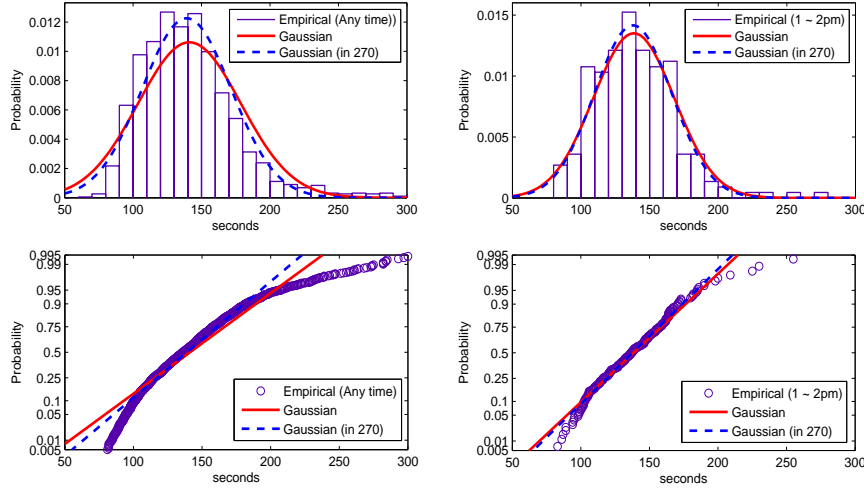 Empirical (Any time))
Gaussian
Gaussian (in 270)
0.012
0.01
0.008
0.006
0.004
0.002
0
Probability
50 100 150 200 250 300
seconds
Empirical (1 ~ 2pm)
Gaussian
Gaussian (in 270)
0.015
0.01
0.005
0
Probability
50 100 150 200 250 300
seconds
0.995
0.99
0.95
0.9
0.75
0.5
0.25
0.1
0.05
0.01
0.005
Probability
Empirical (Any time)
Gaussian
Gaussian (in 270)
50 100 150 200 250 300
seconds
0.995
0.99
0.95
0.9
0.75
0.5
0.25
0.1
0.05
0.01
0.005
Probability
Empirical (1 ~ 2pm)
Gaussian
Gaussian (in 270)
50 100 150 200 250 300
seconds